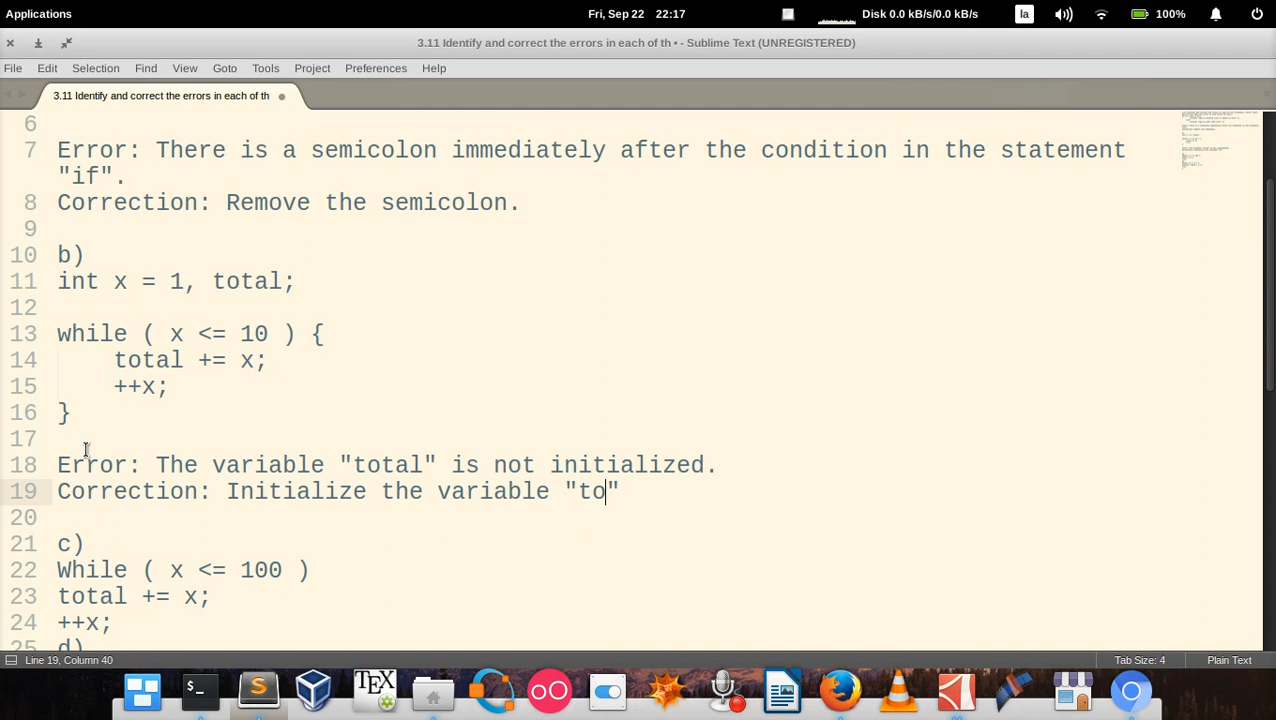 Applications
Fri, Sep 22 22:17
Disk 0.0 kB/s/0.0 kB/s
la
100%
3.11 Identify and correct the errors in each of th • - Sublime Text (UNREGISTERED)
File Edit Selection Find View Goto Tools Project Preferences Help
3.11 Identify and correct the errors in each of th
6
7 Error: There is a semicolon immediately after the condition in the statement
"if".
8 Correction: Remove the semicolon.
9
10 b)
11 int x = 1, total;
12
13 while ( x <= 10 ) {
14 total += x;
15 ++x;
16 }
17
18 Error: The variable "total" is not initialized.
19 Correction: Initialize the variable "to"
20
21 c)
22 While ( x <= 100 )
23 total += x;
24 ++x;
25 d)
Line 19, Column 40
Tab Size: 4
Plain Text
TEX